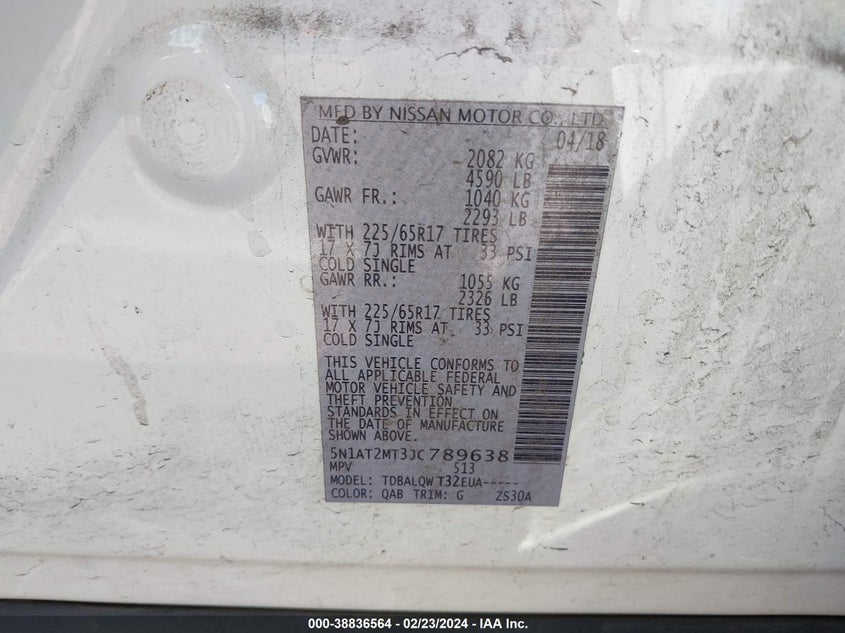 MFD BY NISSAN MOTOR CO., LTD.
DATE: 04/18
GVWR: 2082 KG
4590 LB
GAWR FR.: 1040 KG
2293 LB
WITH 225/65R17 TIRES
17 X 7J RIMS AT 33 PSI
COLD SINGLE
GAWR RR.: 1055 KG
2326 LB
WITH 225/65R17 TIRES
17 X 7J RIMS AT 33 PSI
COLD SINGLE
THIS VEHICLE CONFORMS TO
ALL APPLICABLE FEDERAL
MOTOR VEHICLE SAFETY AND
THEFT PREVENTION
STANDARDS IN EFFECT ON
THE DATE OF MANUFACTURE
SHOWN ABOVE.
5N1AT2MT3JC789638
MPV 513
MODEL: TDBALQWT32EUA-----
COLOR: QAB TRIM: G ZS30A
000-38836564 - 02/23/2024 - IAA Inc.